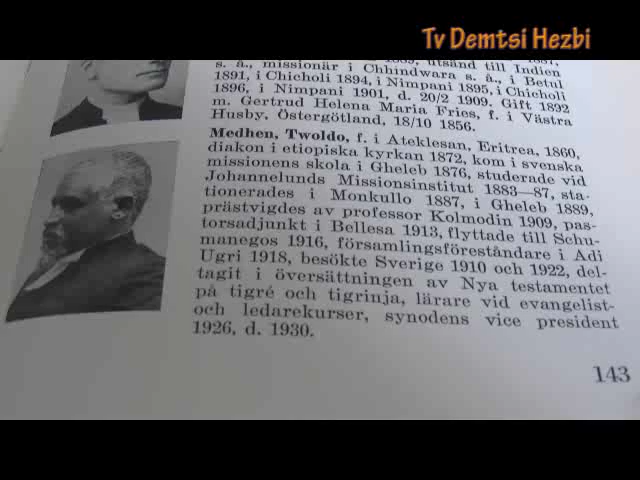 Tv Demtsi Hezbi
1889, utsänd till Indien 1887,
s. å., missionär i Chhindwara s. å., i Betul
1891, i Chicholi 1894, i Nimpani 1895, i Chicholi
1896, i Nimpani 1901, d. 20/2 1909. Gift 1892
m. Gertrud Helena Maria Fries, f. i Västra
Husby, Östergötland, 18/10 1856.
Medhen, Twoldo, f. i Ateklesan, Eritrea, 1860,
diakon i etiopiska kyrkan 1872, kom i svenska
missionens skola i Gheleb 1876, studerade vid
Johannelunds Missionsinstitut 1883—87, sta-
tionerades i Monkullo 1887, i Gheleb 1889,
prästvigdes av professor Kolmodin 1909, pas-
torsadjunkt i Bellesa 1913, flyttade till Schu-
manegos 1916, församlingsföreståndare i Adi
Ugri 1918, besökte Sverige 1910 och 1922, del-
tagit i översättningen av Nya testamentet
på tigré och tigrinja, lärare vid evangelist-
och ledarekurser, synodens vice president
1926, d. 1930.
143